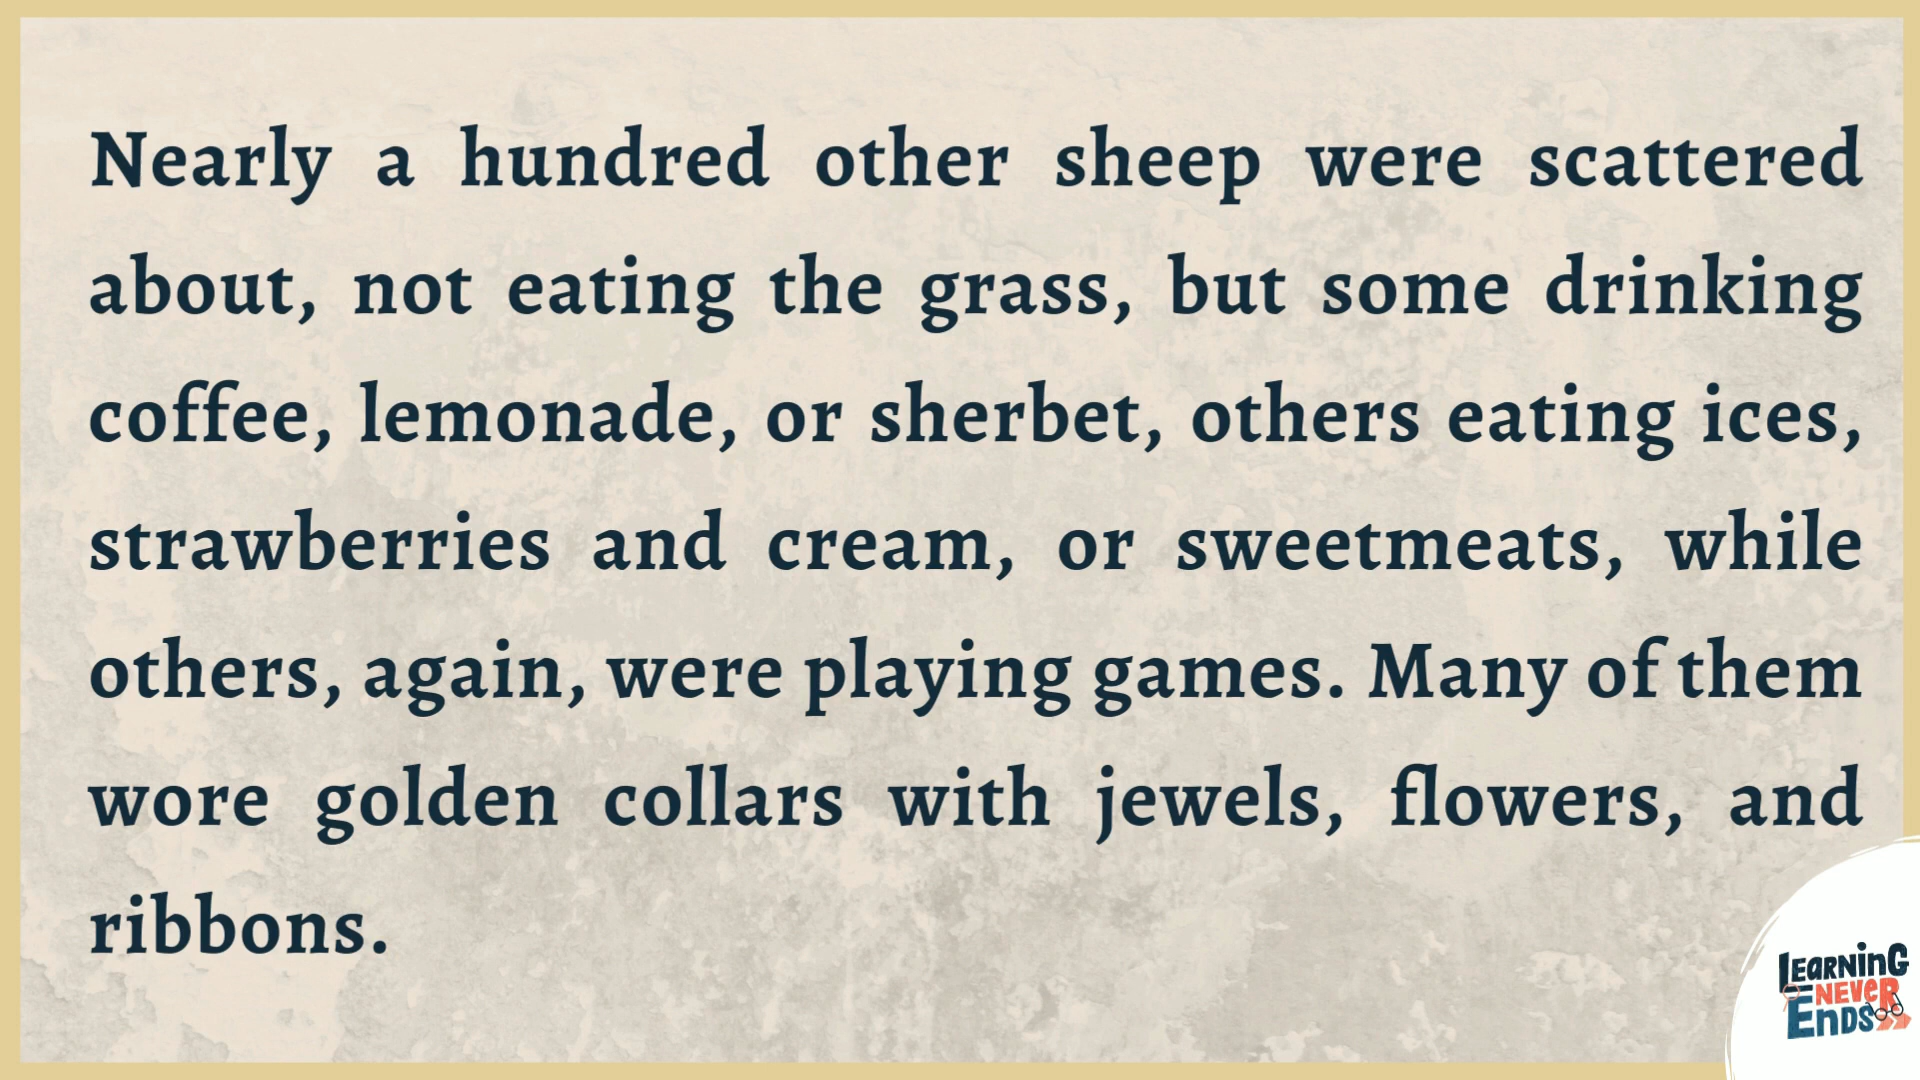 Nearly a hundred other sheep were scattered
about, not eating the grass, but some drinking
coffee, lemonade, or sherbet, others eating ices,
strawberries and cream, or sweetmeats, while
others, again, were playing games. Many of them
wore golden collars with jewels, flowers, and
ribbons.
LEARNinG
NEVeR
EnDS